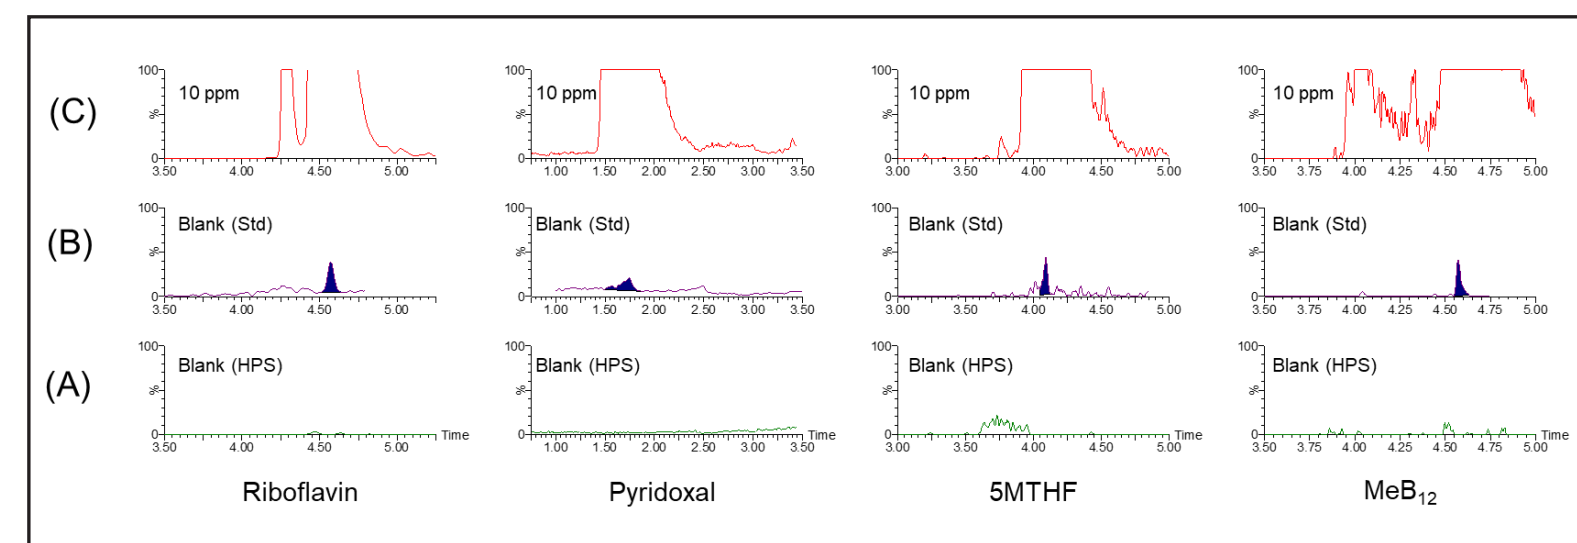 (C)
100
%
0
10 ppm
3.50 4.00 4.50 5.00
100
%
0
10 ppm
1.00 1.50 2.00 2.50 3.00 3.50
100
%
0
10 ppm
3.00 3.50 4.00 4.50 5.00
100
%
0
10 ppm
3.50 3.75 4.00 4.25 4.50 4.75 5.00
(B)
100
%
0
Blank (Std)
3.50 4.00 4.50 5.00
100
%
0
Blank (Std)
1.00 1.50 2.00 2.50 3.00 3.50
100
%
0
Blank (Std)
3.00 3.50 4.00 4.50 5.00
100
%
0
Blank (Std)
3.50 3.75 4.00 4.25 4.50 4.75 5.00
(A)
100
%
0
Blank (HPS)
3.50 4.00 4.50 5.00
Time
100
%
0
Blank (HPS)
1.00 1.50 2.00 2.50 3.00 3.50
Time
100
%
0
Blank (HPS)
3.00 3.50 4.00 4.50 5.00
Time
100
%
0
Blank (HPS)
3.50 3.75 4.00 4.25 4.50 4.75 5.00
Time
Riboflavin
Pyridoxal
5MTHF
MeB₁₂